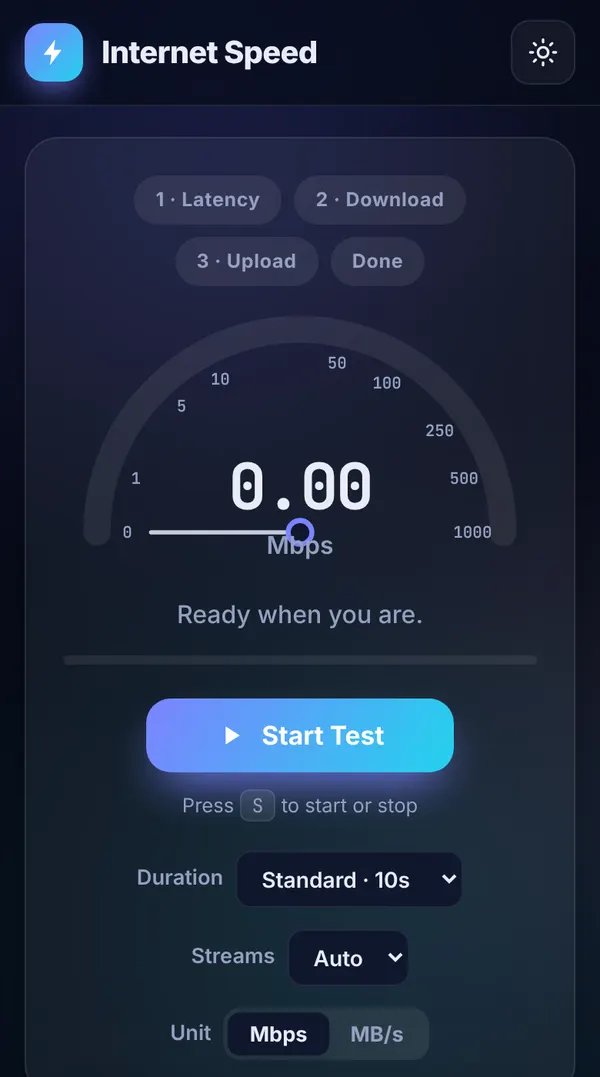 Internet Speed
1 · Latency
2 · Download
3 · Upload
Done
0
1
5
10
50
100
250
500
1000
0.00
Mbps
Ready when you are.
Start Test
Press S to start or stop
Duration Standard · 10s
Streams Auto
Unit Mbps MB/s